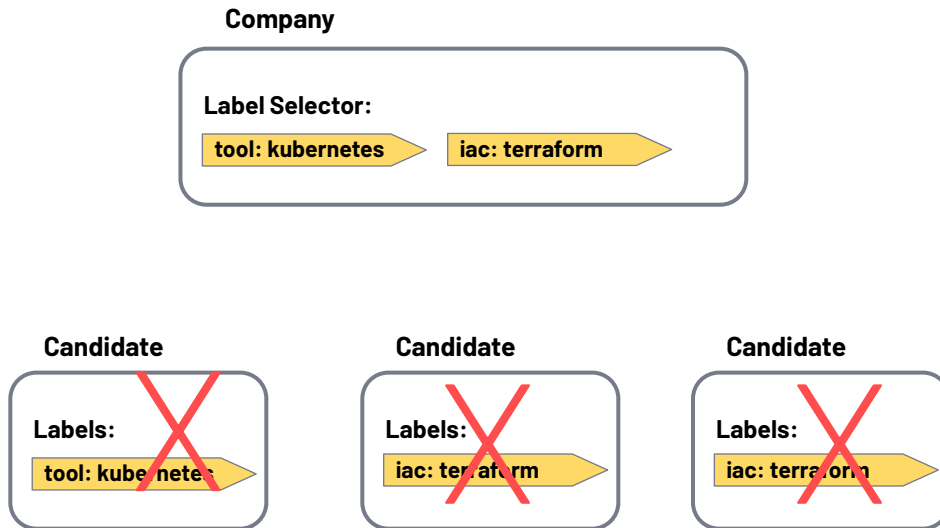 Company
Label Selector:
tool: kubernetes
iac: terraform
Candidate
Candidate
Candidate
Labels:
Labels:
Labels:
tool: kubernetes
iac: terraform
iac: terraform